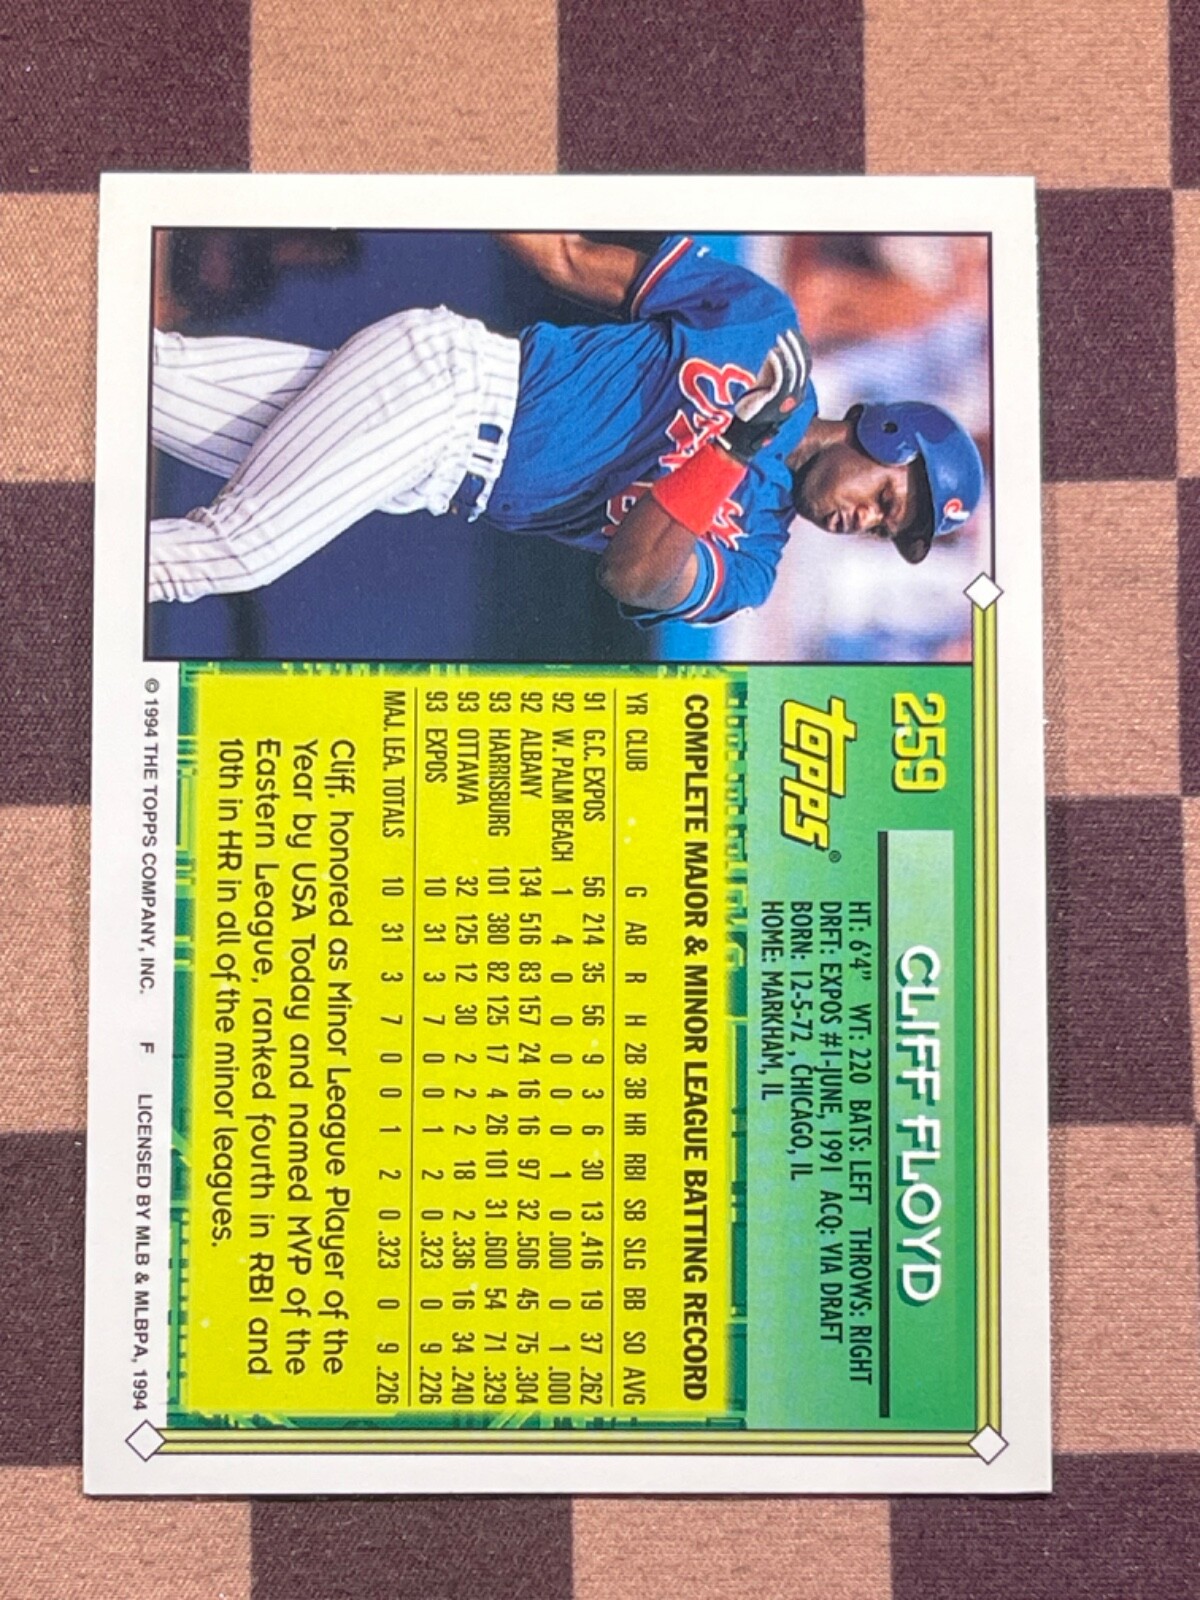 259
CLIFF FLOYD
topps®
HT: 6'4" WT: 220 BATS: LEFT THROWS: RIGHT
DRFT: EXPOS #1-JUNE, 1991 ACQ: VIA DRAFT
BORN: 12-5-72, CHICAGO, IL
HOME: MARKHAM, IL
COMPLETE MAJOR & MINOR LEAGUE BATTING RECORD
YR CLUB G AB R H 2B 3B HR RBI SB SLG BB SO AVG
91 G.C. EXPOS 56 214 35 56 9 3 6 30 13 .416 19 37 .262
92 W. PALM BEACH 1 4 0 0 0 0 0 1 0 .000 0 1 .000
92 ALBANY 134 516 83 157 24 16 16 97 32 .506 45 75 .304
93 HARRISBURG 101 380 82 125 17 4 26 101 31 .600 54 71 .329
93 OTTAWA 32 125 12 30 2 2 2 18 2 .336 16 34 .240
93 EXPOS 10 31 3 7 0 0 1 2 0 .323 0 9 .226
MAJ. LEA. TOTALS 10 31 3 7 0 0 1 2 0 .323 0 9 .226
Cliff, honored as Minor League Player of the
Year by USA Today and named MVP of the
Eastern League, ranked fourth in RBI and
10th in HR in all of the minor leagues.
© 1994 THE TOPPS COMPANY, INC. F LICENSED BY MLB & MLBPA, 1994